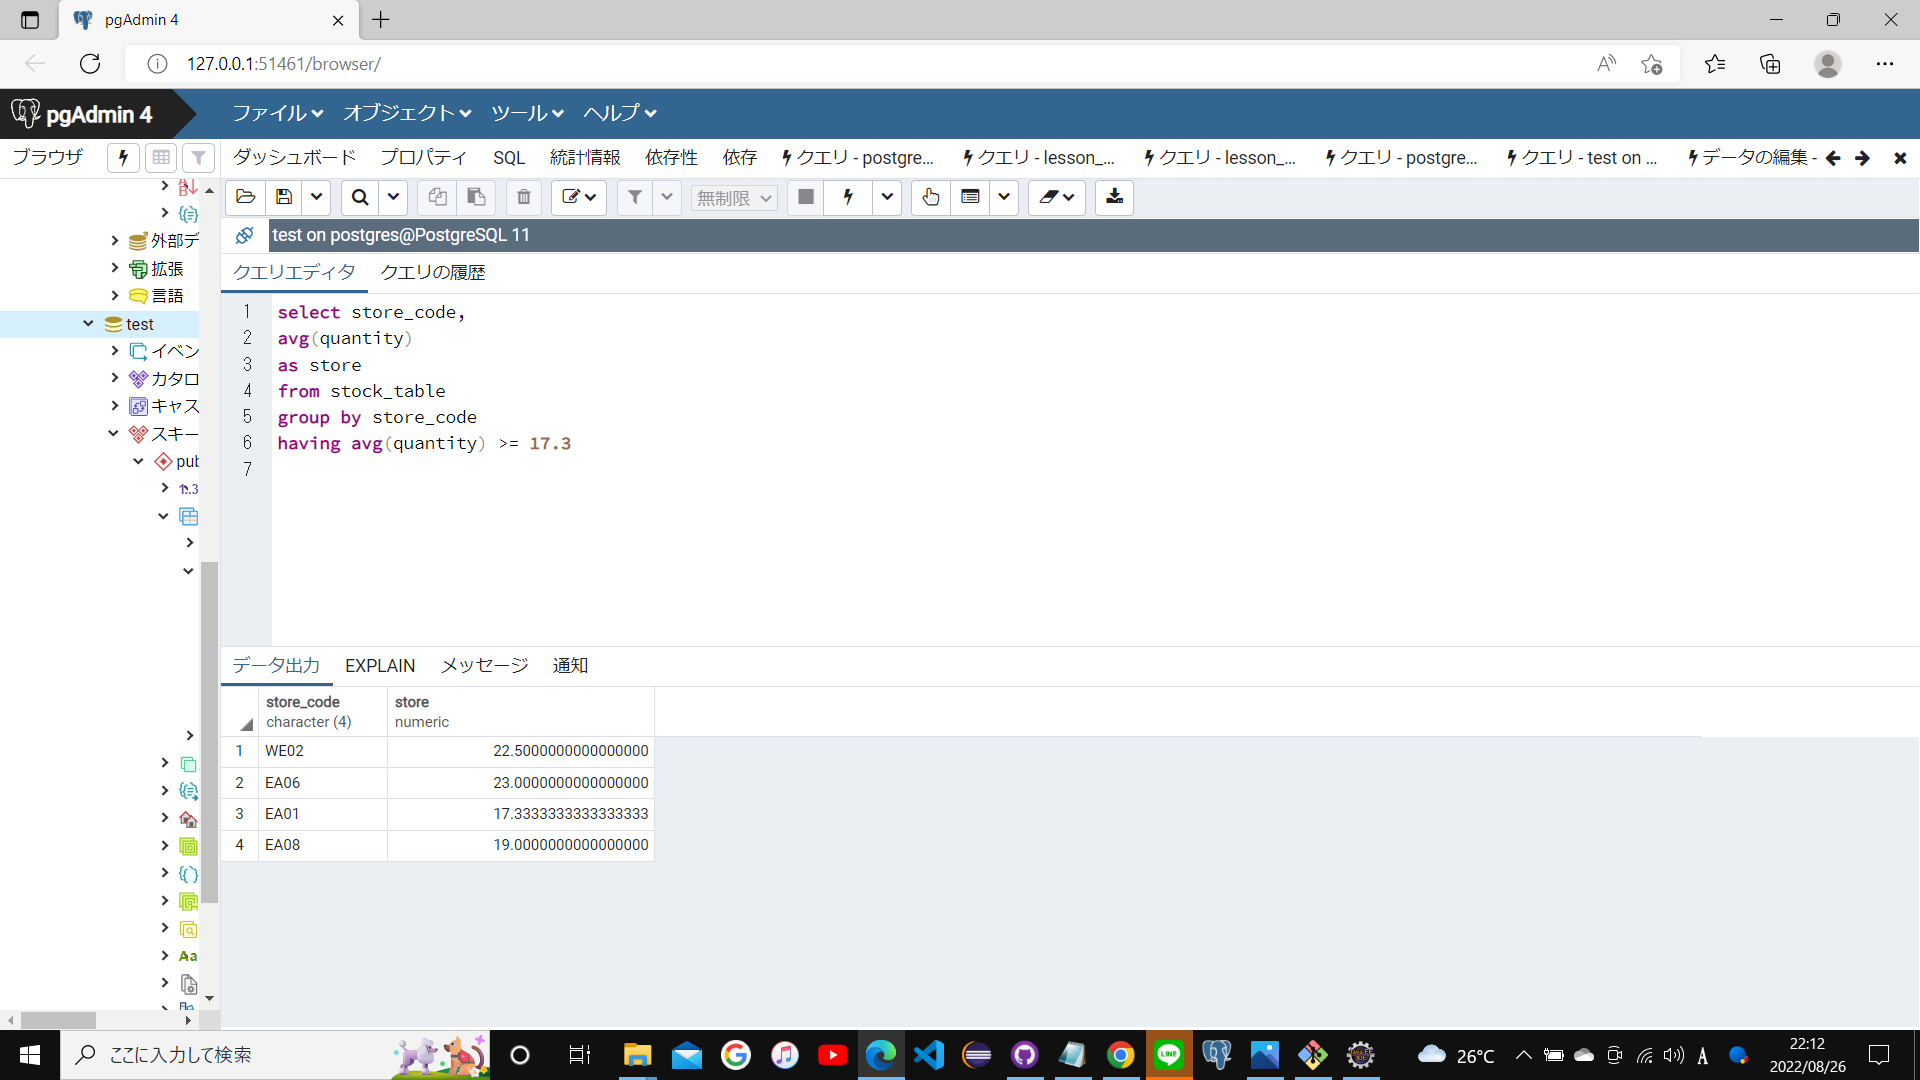 pgAdmin 4
127.0.0.1:51461/browser/
pgAdmin 4 ファイル オブジェクト ツール ヘルプ
ブラウザ ダッシュボード プロパティ SQL 統計情報 依存性 依存 クエリ - postgre... クエリ - lesson_... クエリ - lesson_... クエリ - postgre... クエリ - test on ... データの編集 -
無制限
test on postgres@PostgreSQL 11
クエリエディタ クエリの履歴
外部デ
拡張
言語
test
イベン
カタロ
キャス
スキー
pub
1..3
Aa
1 select store_code,
2 avg(quantity)
3 as store
4 from stock_table
5 group by store_code
6 having avg(quantity) >= 17.3
7
データ出力 EXPLAIN メッセージ 通知
store_code store
character (4) numeric
1 WE02 22.5000000000000000
2 EA06 23.0000000000000000
3 EA01 17.3333333333333333
4 EA08 19.0000000000000000
ここに入力して検索
LINE
26°C
A
22:12
2022/08/26